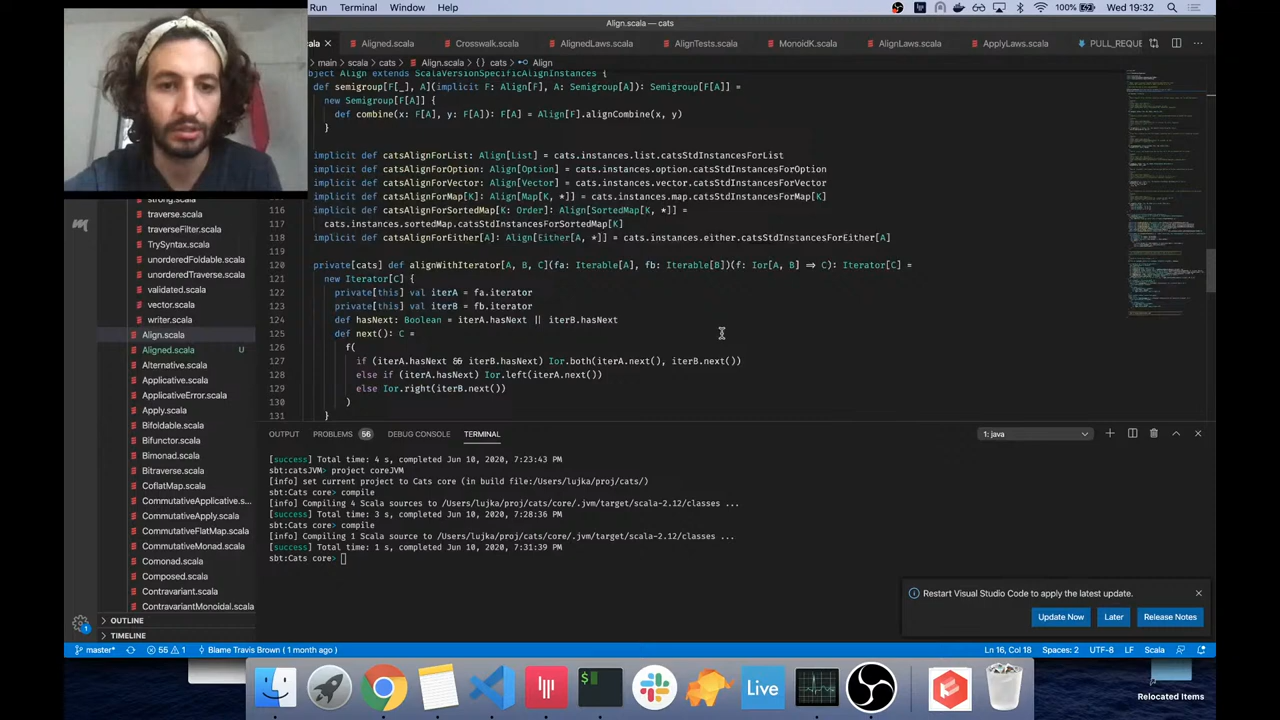 Run Terminal Window Help
100% Wed 19:32
Align.scala — cats
Aligned.scala Crosswalk.scala AlignedLaws.scala AlignTests.scala MonoidK.scala AlignLaws.scala ApplyLaws.scala PULL_REQUE
main > scala > cats > Align.scala > {} cats > Align
bject Align extends ScalaVersionSpecificAlignInstances {
def semigroup[F[_], A](implicit F: Align[F], A: Semigroup[A]): Semigroup[F[A]] =
new Semigroup[F[A]] {
def combine(x: F[A], y: F[A]): F[A] = Align[F].alignCombine(x, y)
}
implicit def catsAlignForList: Align[List] = cats.instances.list.catsStdInstancesForList
implicit def catsAlignForOption: Align[Option] = cats.instances.option.catsStdInstancesForOption
implicit def catsAlignForVector: Align[Vector] = cats.instances.vector.catsStdInstancesForVector
implicit def catsAlignForMap[K]: Align[Map[K, *]] = cats.instances.map.catsStdInstancesForMap[K]
116 implicit def catsAlignForSortedMap[K: Order]: Align[SortedMap[K, *]] =
117 cats.instances.sortedMap.catsStdInstancesForSortedMap[K]
118 implicit def catsAlignForEither[A]: Align[Either[A, *]] = cats.instances.either.catsStdInstancesForEither[A]
119
120 private[cats] def alignWithIterator[A, B, C](fa: Iterable[A], fb: Iterable[B])(f: Ior[A, B] ⇒ C): Iterator[C] =
121 new Iterator[C] {
122 private[this] val iterA = fa.iterator
123 private[this] val iterB = fb.iterator
124 def hasNext: Boolean = iterA.hasNext || iterB.hasNext
125 def next(): C =
126 f(
127 if (iterA.hasNext && iterB.hasNext) Ior.both(iterA.next(), iterB.next())
128 else if (iterA.hasNext) Ior.left(iterA.next())
129 else Ior.right(iterB.next())
130 )
131 }
strong.scala
traverse.scala
traverseFilter.scala
TrySyntax.scala
unorderedFoldable.scala
unorderedTraverse.scala
validated.scala
vector.scala
writer.scala
Align.scala
Aligned.scala U
Alternative.scala
Applicative.scala
ApplicativeError.scala
Apply.scala
Bifoldable.scala
Bifunctor.scala
Bimonad.scala
Bitraverse.scala
CoflatMap.scala
CommutativeApplicative.s...
CommutativeApply.scala
CommutativeFlatMap.scala
CommutativeMonad.scala
Comonad.scala
Composed.scala
Contravariant.scala
ContravariantMonoidal.scala
OUTLINE
TIMELINE
OUTPUT PROBLEMS 56 DEBUG CONSOLE TERMINAL 1: java
[success] Total time: 4 s, completed Jun 10, 2020, 7:23:43 PM
sbt:catsJVM> project coreJVM
[info] set current project to Cats core (in build file:/Users/lujka/proj/cats/)
sbt:Cats core> compile
[info] Compiling 4 Scala sources to /Users/lujka/proj/cats/core/.jvm/target/scala-2.12/classes ...
[success] Total time: 3 s, completed Jun 10, 2020, 7:28:36 PM
sbt:Cats core> compile
[info] Compiling 1 Scala source to /Users/lujka/proj/cats/core/.jvm/target/scala-2.12/classes ...
[success] Total time: 1 s, completed Jun 10, 2020, 7:31:39 PM
sbt:Cats core>
Restart Visual Studio Code to apply the latest update.
Update Now Later Release Notes
1
master* 55 1 Blame Travis Brown (1 month ago) Ln 16, Col 18 Spaces: 2 UTF-8 LF Scala
$
Live
Relocated Items